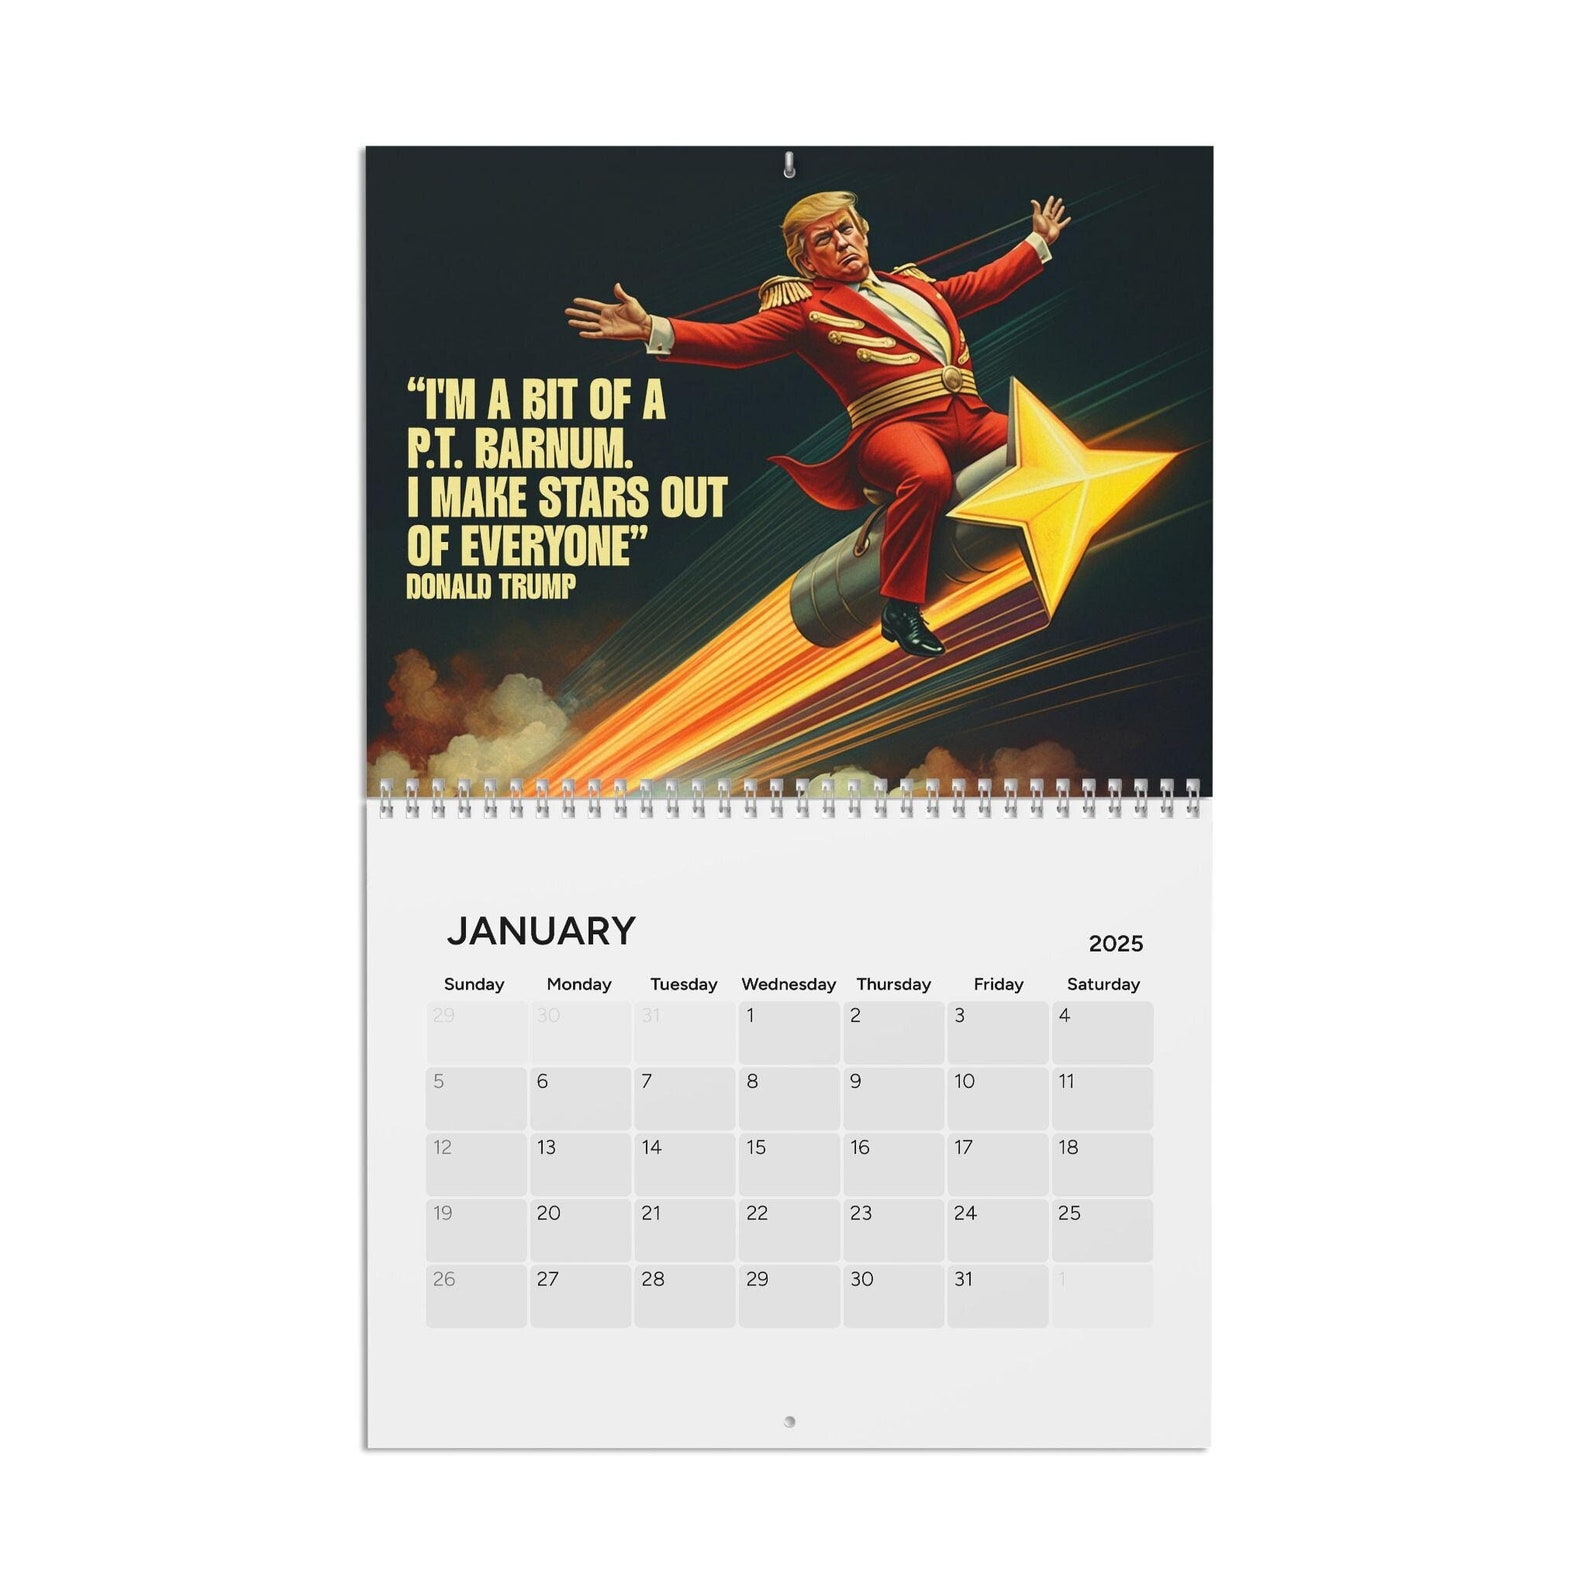 “I'M A BIT OF A
P.T. BARNUM.
I MAKE STARS OUT
OF EVERYONE”
DONALD TRUMP
JANUARY
2025
Sunday Monday Tuesday Wednesday Thursday Friday Saturday
29 30 31 1 2 3 4
5 6 7 8 9 10 11
12 13 14 15 16 17 18
19 20 21 22 23 24 25
26 27 28 29 30 31 1